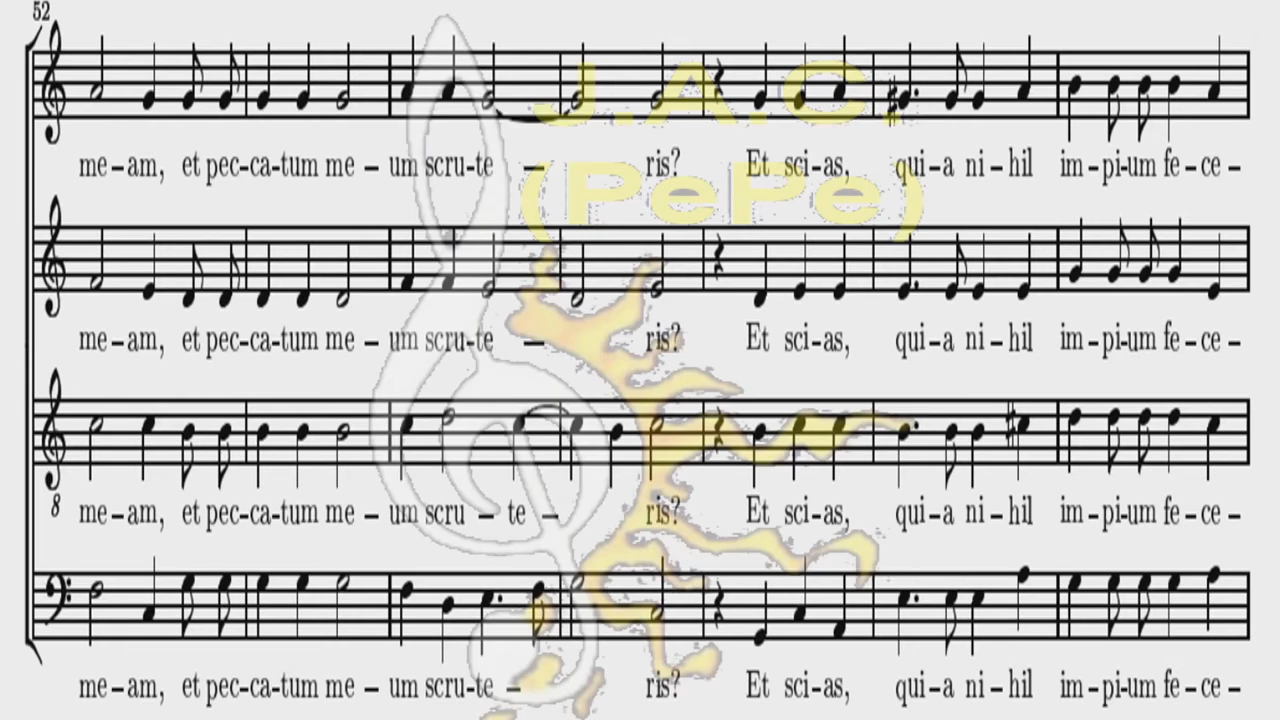 52
J.A.C.
me – am, et pec–ca–tum me – um scru–te – ris? Et sci–as, qui–a ni–hil im–pi–um fe–ce –
(PePe)
me – am, et pec–ca–tum me – um scru–te – ris? Et sci–as, qui–a ni–hil im–pi–um fe–ce –
8
me – am, et pec–ca–tum me – um scru – te – ris? Et sci–as, qui–a ni–hil im–pi–um fe–ce –
me – am, et pec–ca–tum me – um scru–te – ris? Et sci–as, qui–a ni–hil im–pi–um fe–ce –